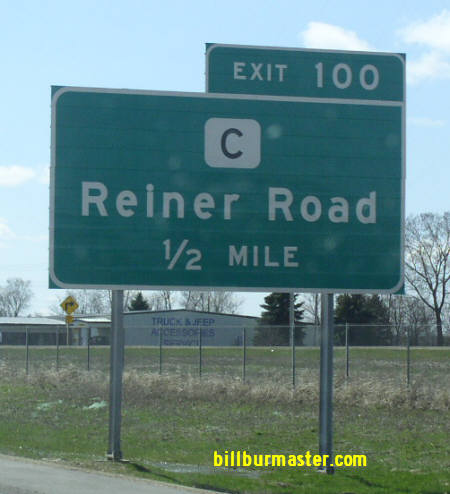 EXIT 100
C
Reiner Road
1/2 MILE
TRUCK & JEEP
ACCESSORIES
billburmaster.com